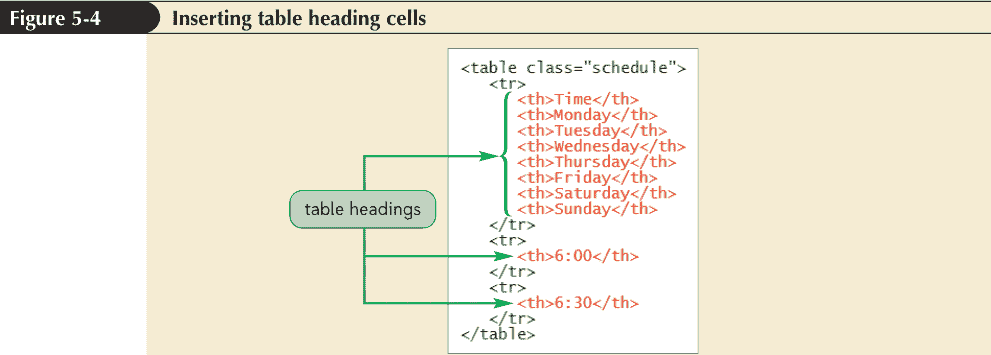 Figure 5-4 Inserting table heading cells
<table class="schedule">
<tr>
<th>Time</th>
<th>Monday</th>
<th>Tuesday</th>
<th>Wednesday</th>
<th>Thursday</th>
<th>Friday</th>
<th>Saturday</th>
<th>Sunday</th>
</tr>
<tr>
<th>6:00</th>
</tr>
<tr>
<th>6:30</th>
</tr>
</table>
table headings